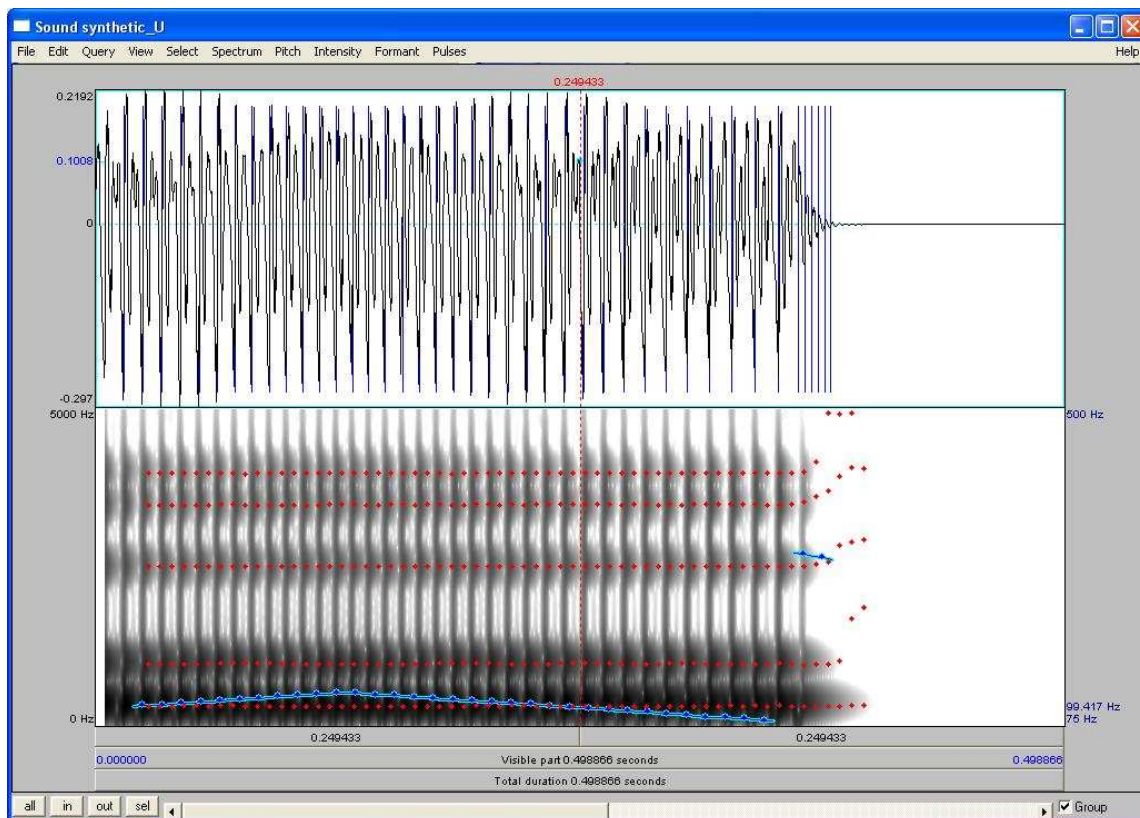 Sound synthetic_U
File Edit Query View Select Spectrum Pitch Intensity Formant Pulses Help
0.249433
0.2192
0.1008
0
-0.297
5000 Hz 500 Hz
99.417 Hz
0 Hz 75 Hz
0.249433 0.249433
0.000000 Visible part 0.498866 seconds 0.498866
Total duration 0.498866 seconds
all in out sel Group